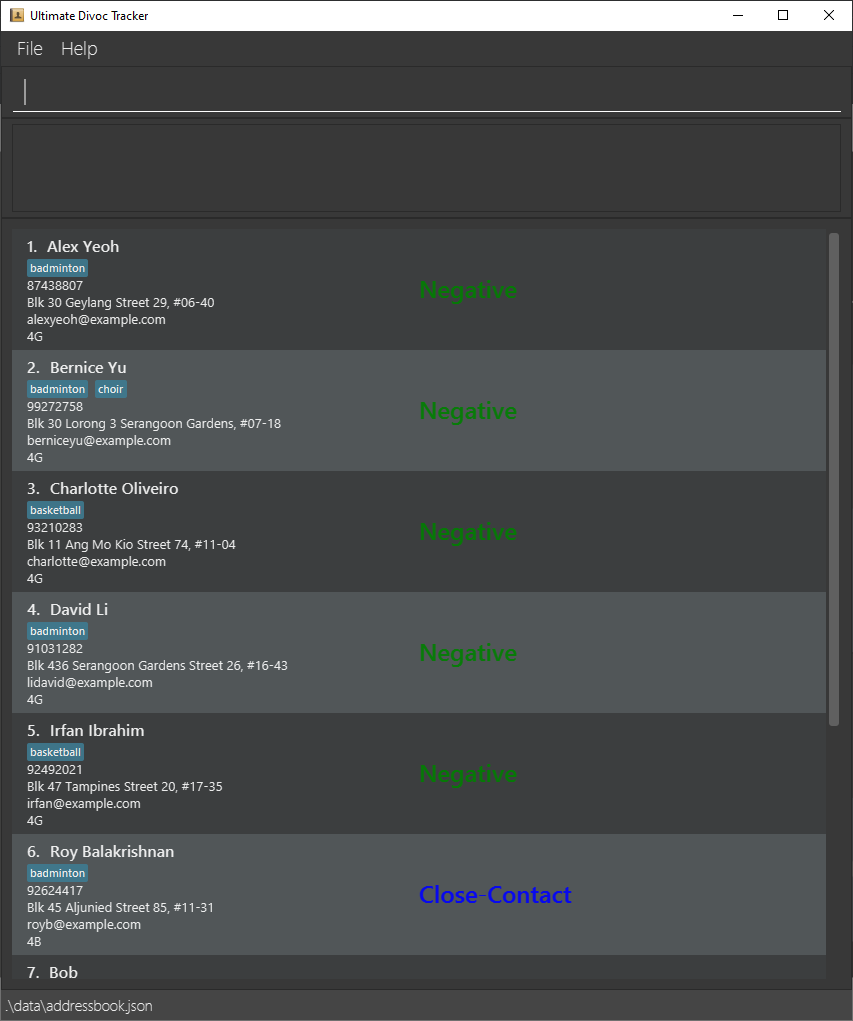 Ultimate Divoc Tracker
File Help
1. Alex Yeoh
badminton
87438807
Blk 30 Geylang Street 29, #06-40
alexyeoh@example.com
4G
Negative
2. Bernice Yu
badminton choir
99272758
Blk 30 Lorong 3 Serangoon Gardens, #07-18
berniceyu@example.com
4G
Negative
3. Charlotte Oliveiro
basketball
93210283
Blk 11 Ang Mo Kio Street 74, #11-04
charlotte@example.com
4G
Negative
4. David Li
badminton
91031282
Blk 436 Serangoon Gardens Street 26, #16-43
lidavid@example.com
4G
Negative
5. Irfan Ibrahim
basketball
92492021
Blk 47 Tampines Street 20, #17-35
irfan@example.com
4G
Negative
6. Roy Balakrishnan
badminton
92624417
Blk 45 Aljunied Street 85, #11-31
royb@example.com
4B
Close-Contact
7. Bob
.\data\addressbook.json